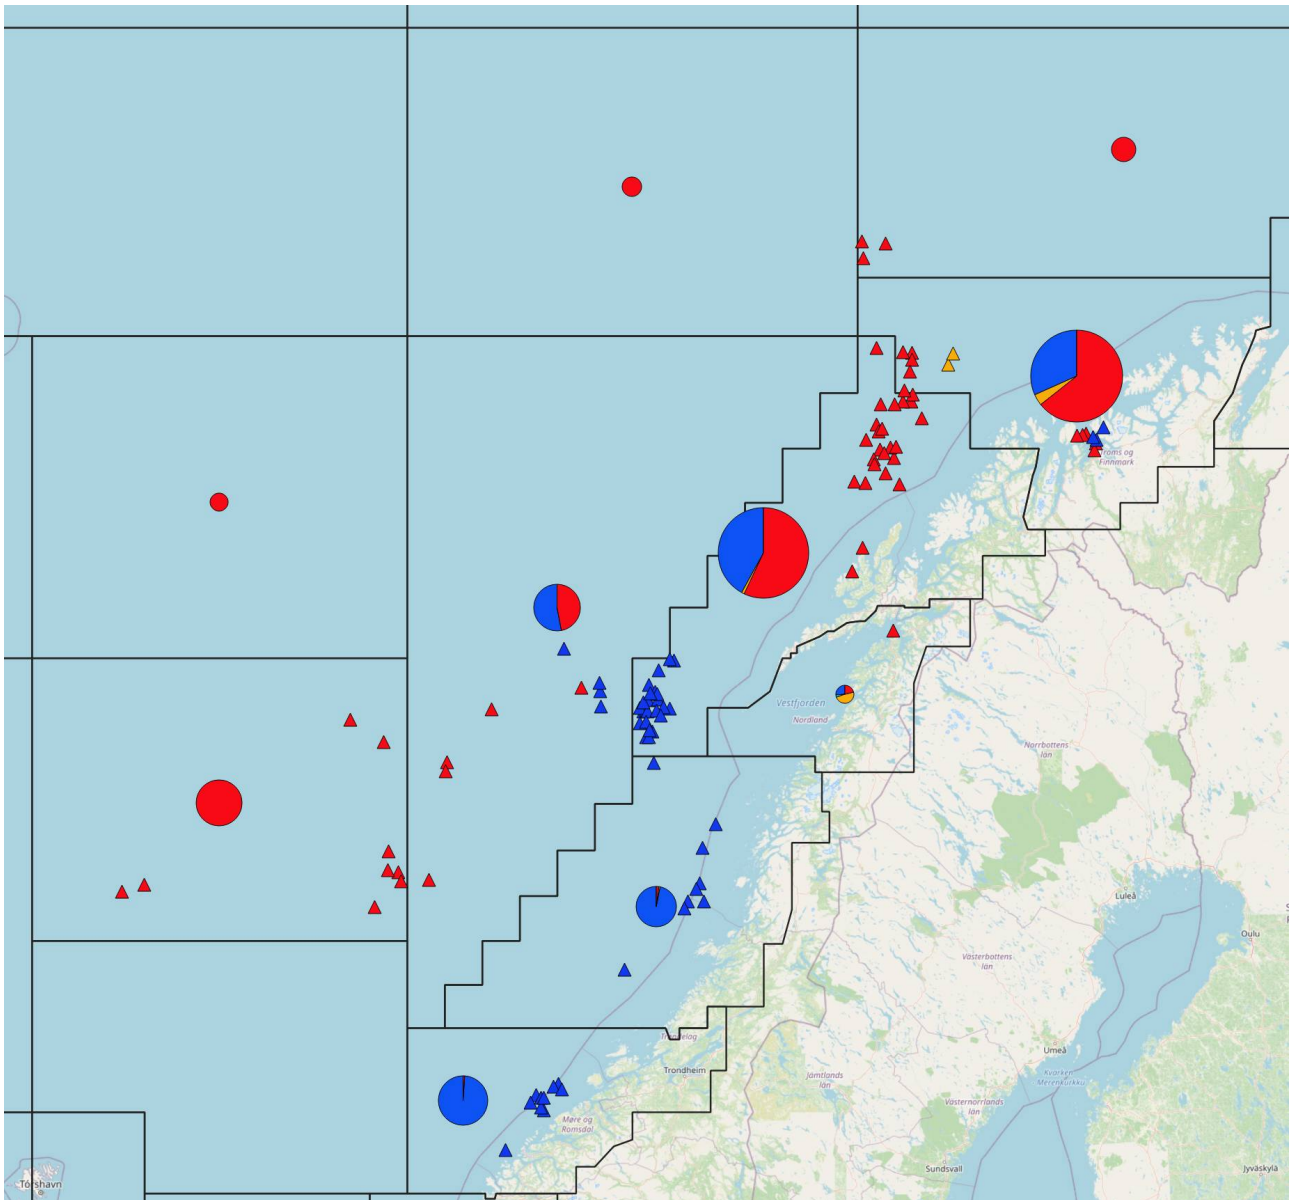 Troms og
Finnmark
Vestfjorden
Nordland
Norrbottens
län
Luleå
Oulu
Västerbottens
län
Trøndelag
Trondheim
Umeå
Jämtlands
län
Kvarken
Merenkurkku
Västernorrlands
län
Møre og
Romsdal
Sundsvall
Jyväskylä
Tórshavn